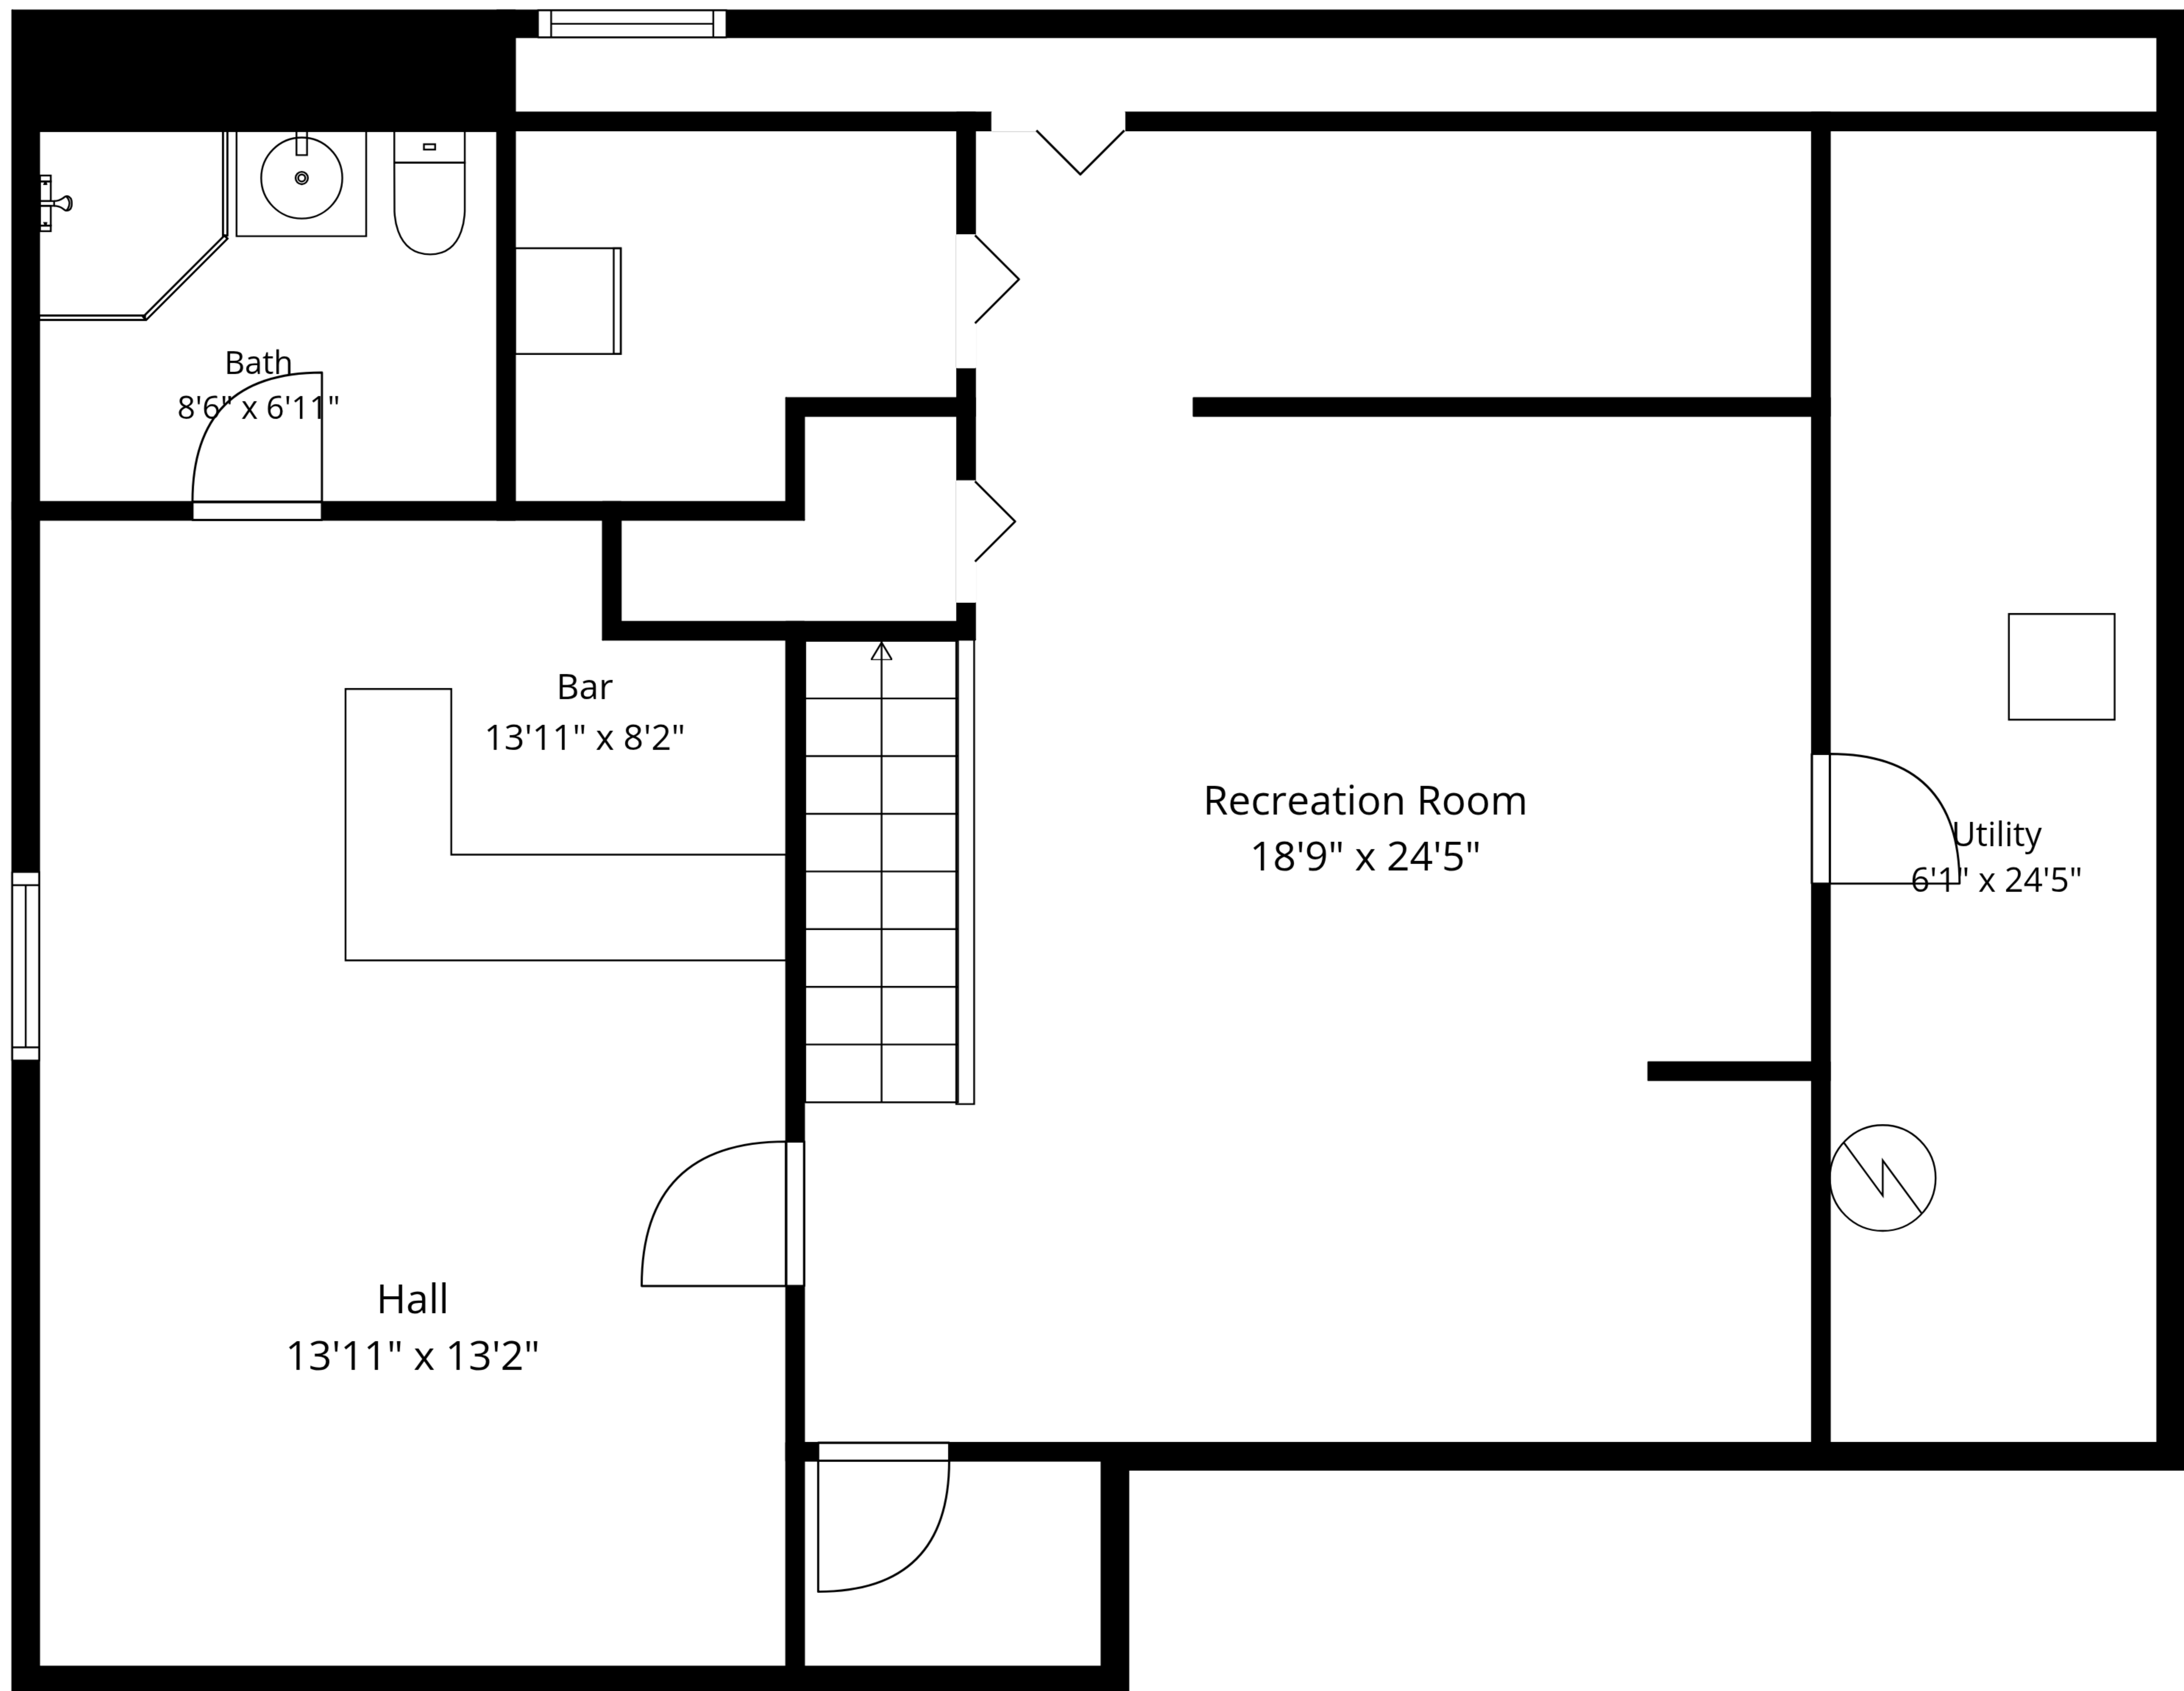 Bath
8'6" x 6'11"
Bar
13'11" x 8'2"
Recreation Room
18'9" x 24'5"
Utility
6'1" x 24'5"
Hall
13'11" x 13'2"